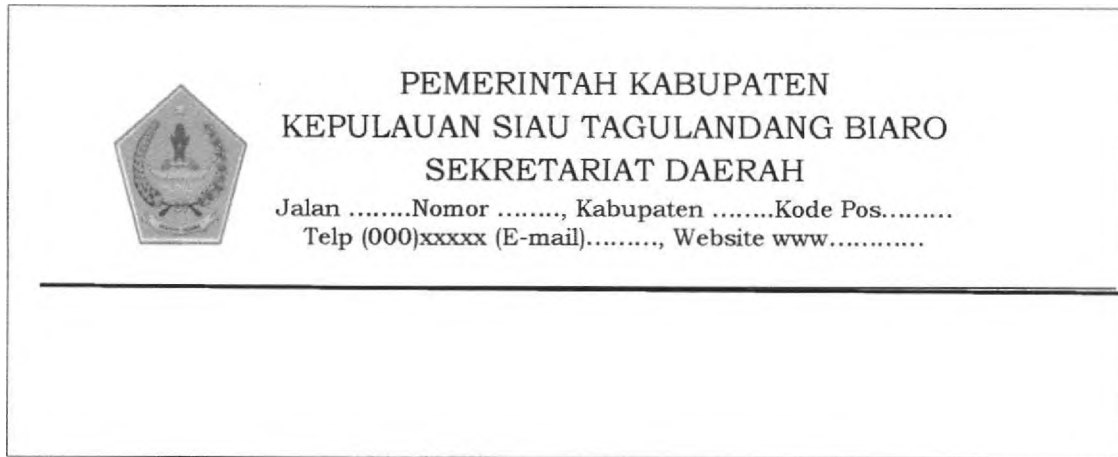 PEMERINTAH KABUPATEN
KEPULAUAN SIAU TAGULANDANG BIARO
SEKRETARIAT DAERAH
Jalan ........Nomor ........, Kabupaten ........Kode Pos.........
Telp (000)xxxxx (E-mail)........., Website www............